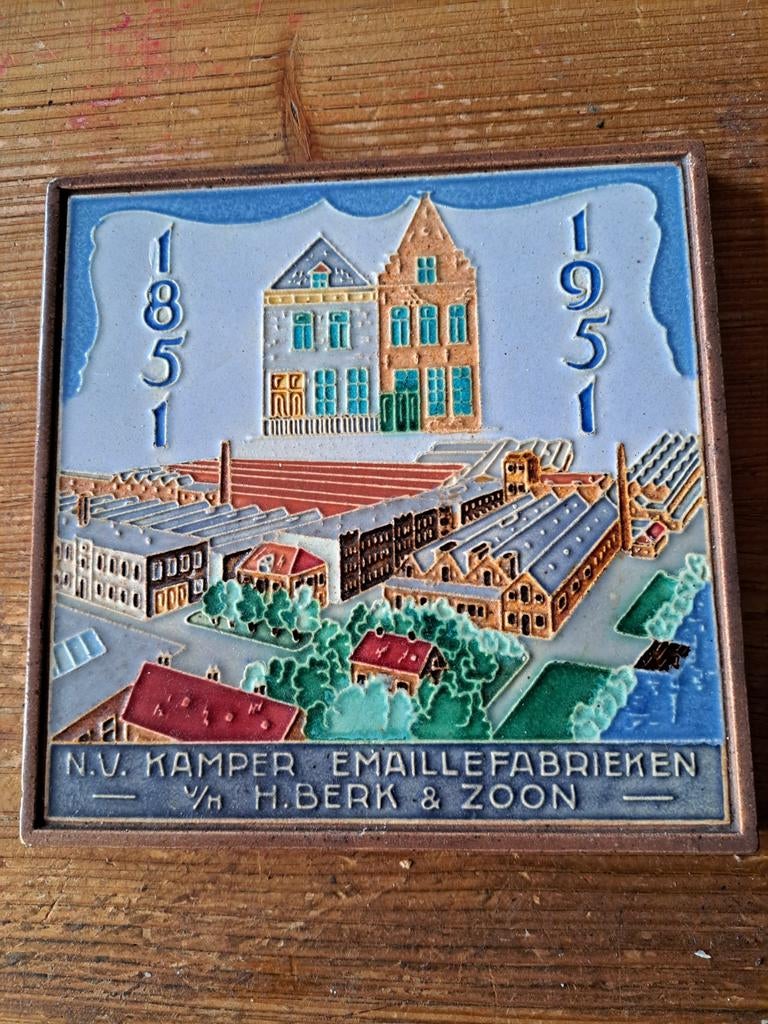 1851
1951
N.V. KAMPER EMAILLEFABRIEKEN
— V/H H.BERK & ZOON —